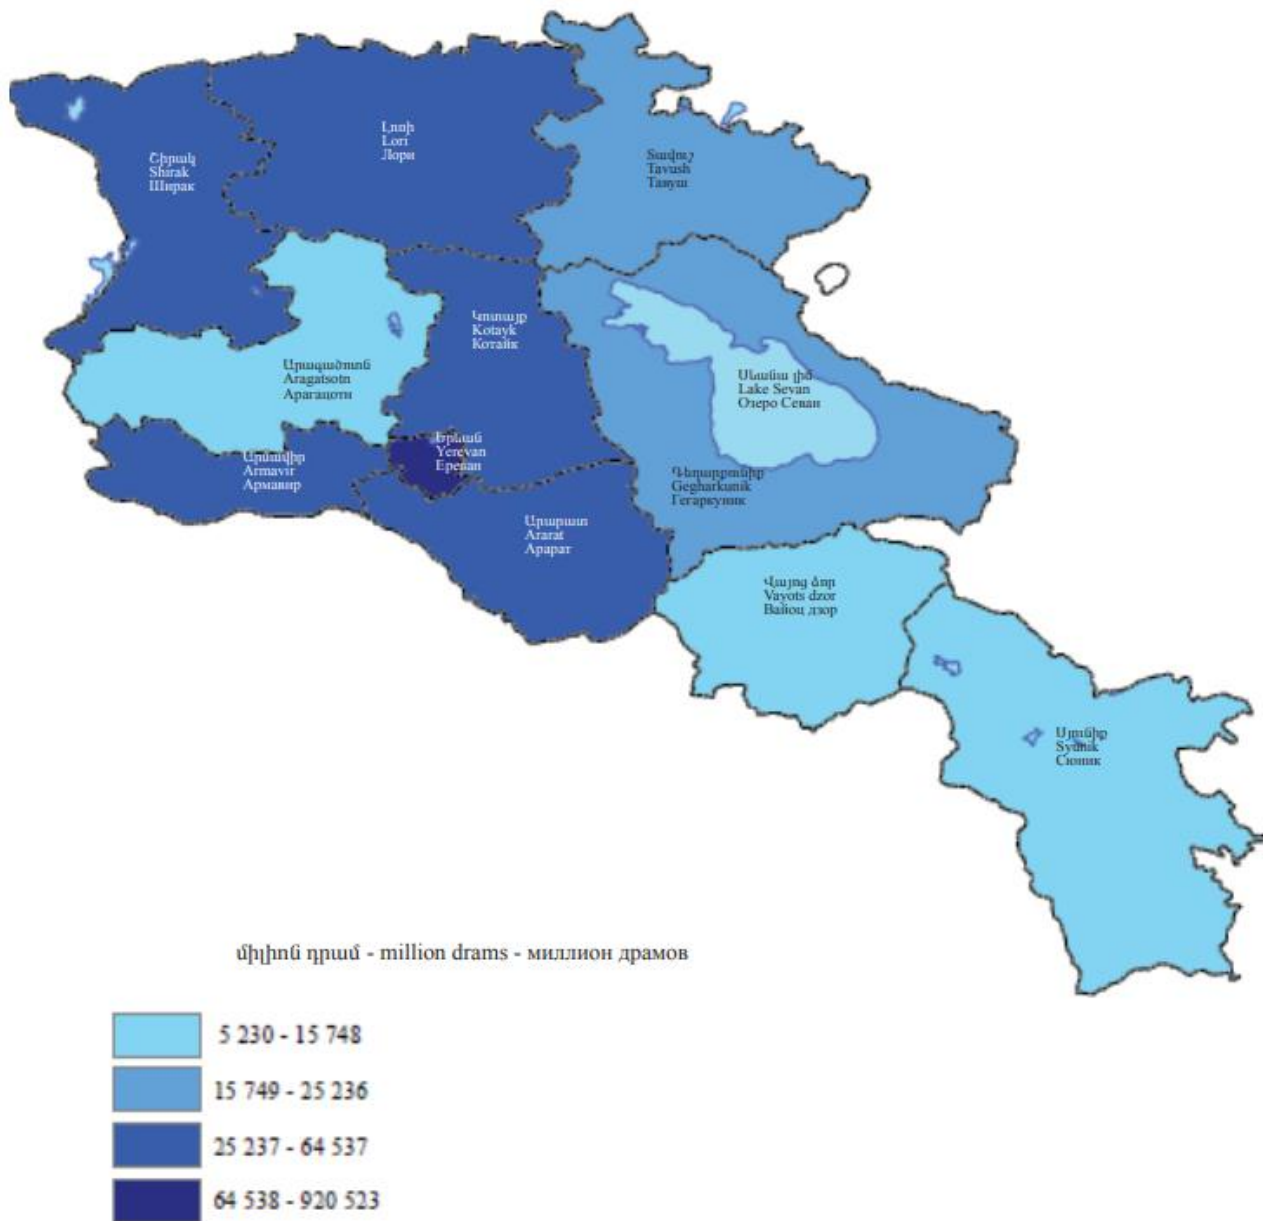 Լոռի
Lori
Лори
Շիրակ
Shirak
Ширак
Տավուշ
Tavush
Тавуш
Կոտայք
Kotayk
Котайк
Արագածոտն
Aragatsotn
Арагацотн
Սևանա լիճ
Lake Sevan
Озеро Севан
Երևան
Yerevan
Ереван
Արմավիր
Armavir
Армавир
Գեղարքունիք
Gegharkunik
Гегаркуник
Արարատ
Ararat
Арарат
Վայոց ձոր
Vayots dzor
Вайоц дзор
Սյունիք
Syunik
Сюник
միլիոն դրամ - million drams - миллион драмов
5 230 - 15 748
15 749 - 25 236
25 237 - 64 537
64 538 - 920 523